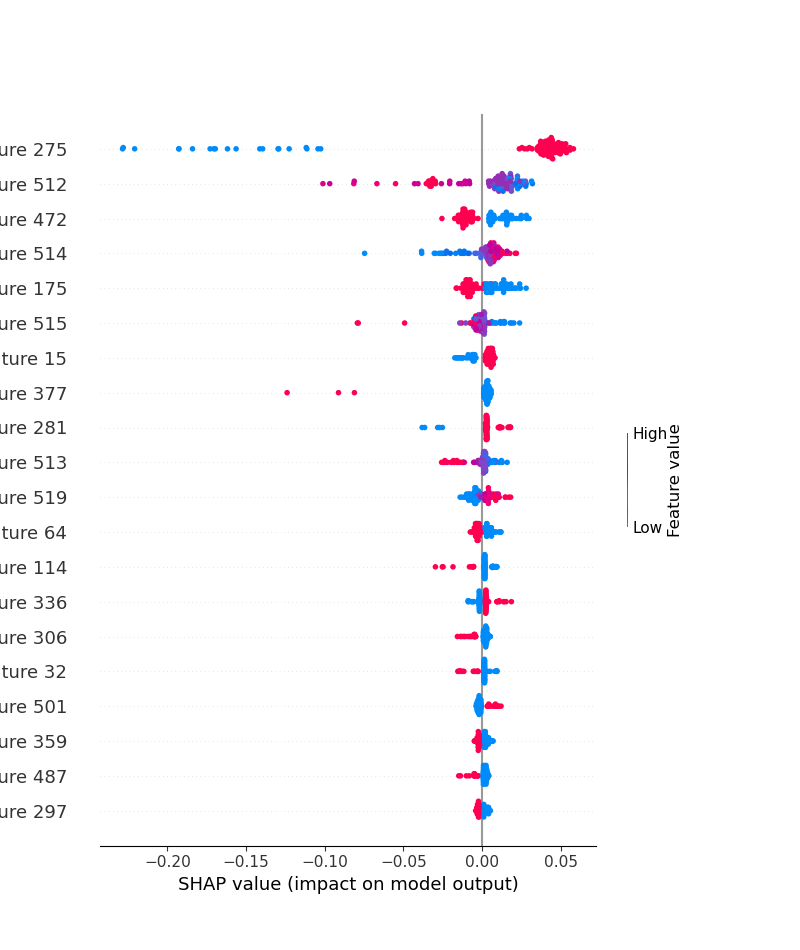 ure 275
ure 512
ure 472
ure 514
ure 175
ure 515
ture 15
ure 377
ure 281
ure 513
ure 519
ture 64
ure 114
ure 336
ure 306
ture 32
ure 501
ure 359
ure 487
ure 297
High
Low
Feature value
−0.20 −0.15 −0.10 −0.05 0.00 0.05
SHAP value (impact on model output)